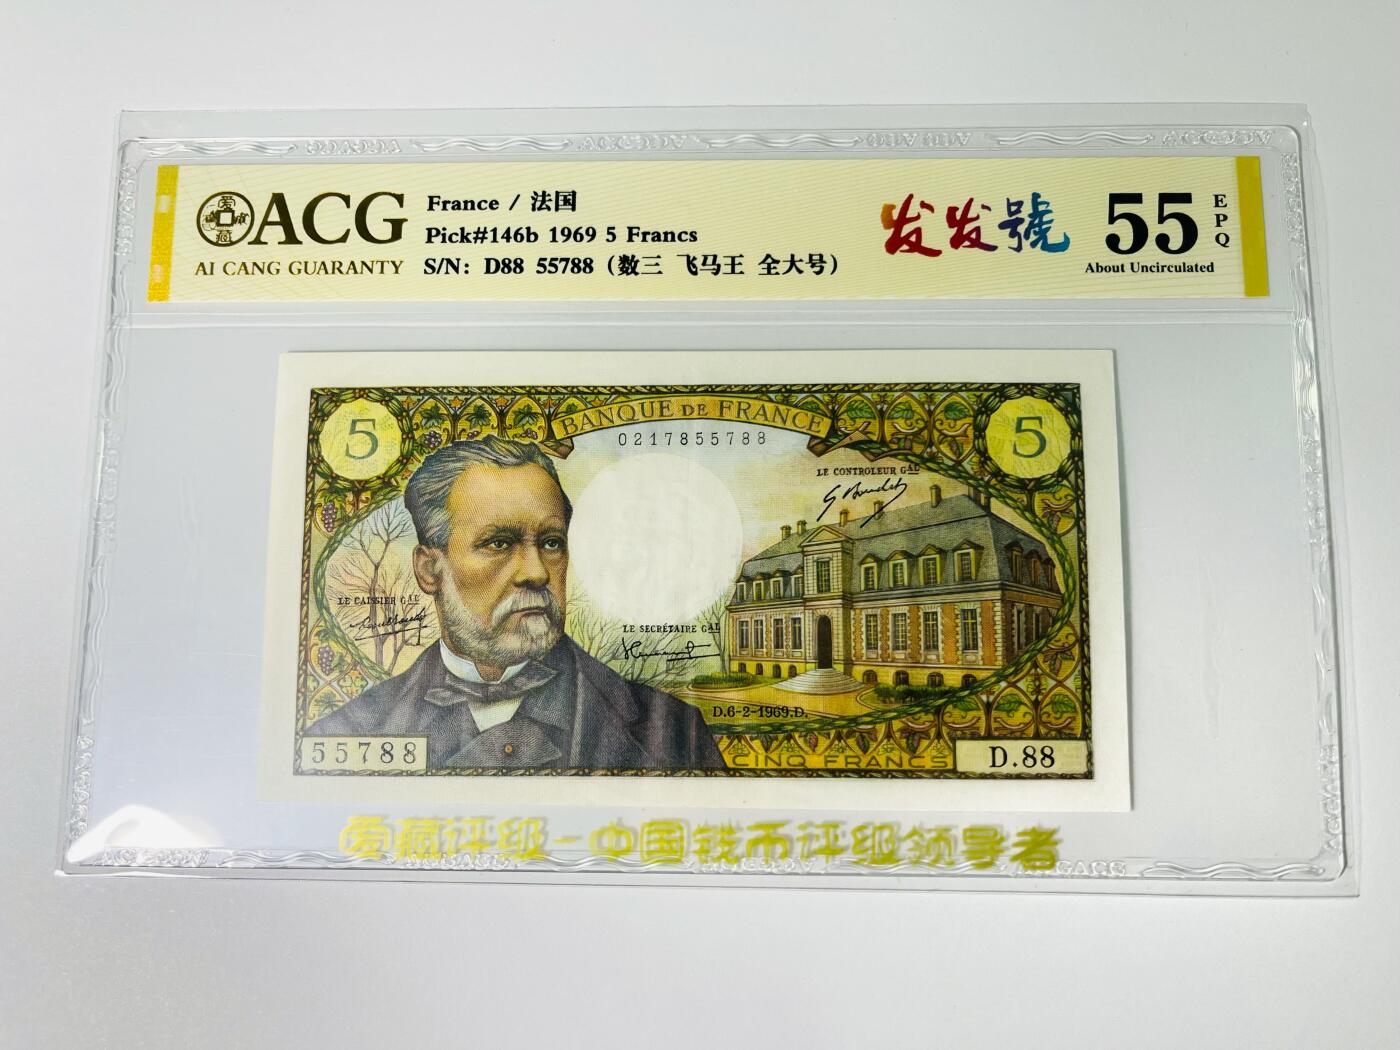 ACG
AI CANG GUARANTY
France / 法国
Pick#146b 1969 5 Francs
S/N: D88 55788 (数三 飞马王 全大号)
发发號
55
EPQ
About Uncirculated
BANQUE DE FRANCE
0217855788
5
5
LE CONTROLEUR GAL
LE CAISSIER GAL
LE SECRÉTAIRE GAL
D.6-2-1969.D.
55788
CINQ FRANCS
D.88
爱藏评级-中国钱币评级领导者